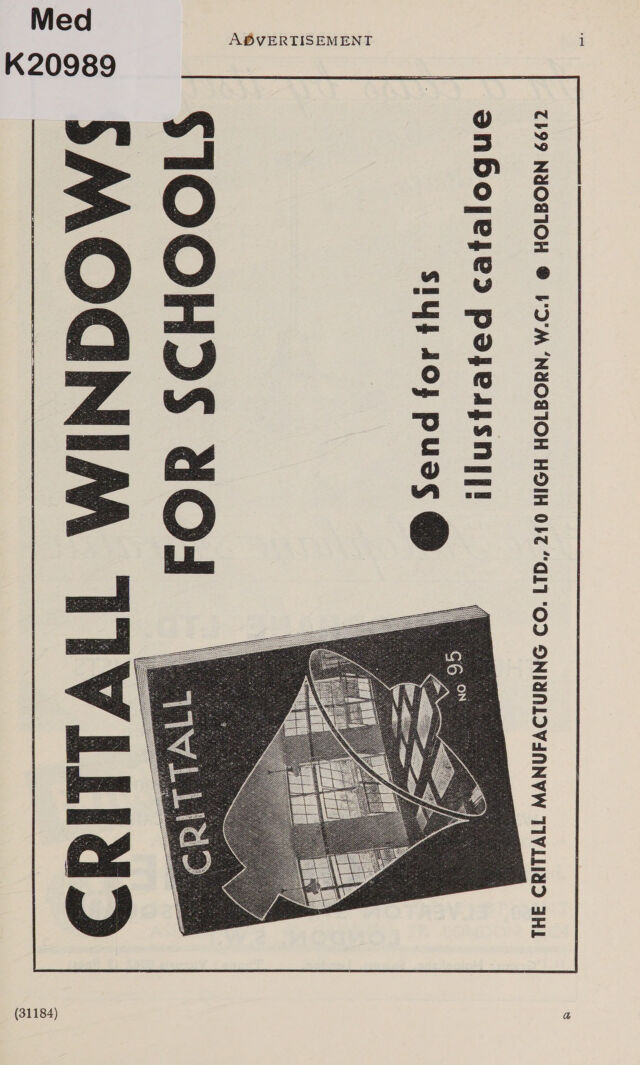 Med
K20989
ADVERTISEMENT
i
CRITTALL WINDOWS
FOR SCHOOLS
● Send for this
illustrated catalogue
CRITTALL
NO 95
THE CRITTALL MANUFACTURING CO. LTD., 210 HIGH HOLBORN, W.C.1 ● HOLBORN 6612
(31184)
a